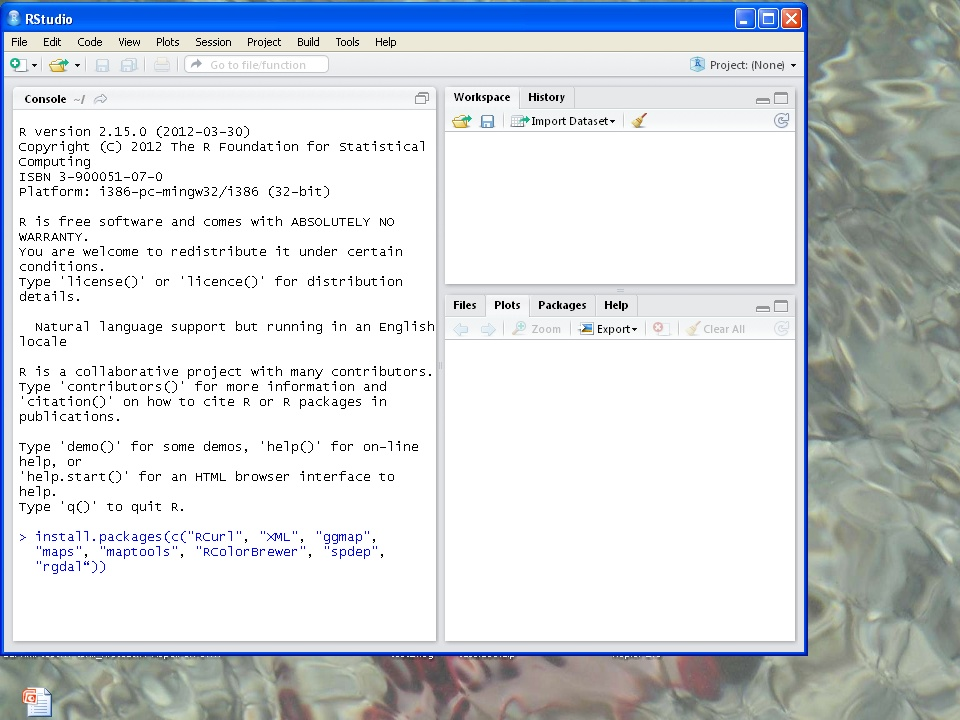 RStudio
File Edit Code View Plots Session Project Build Tools Help
Go to file/function
Project: (None)
Console ~/
R version 2.15.0 (2012-03-30)
Copyright (C) 2012 The R Foundation for Statistical
Computing
ISBN 3-900051-07-0
Platform: i386-pc-mingw32/i386 (32-bit)
R is free software and comes with ABSOLUTELY NO
WARRANTY.
You are welcome to redistribute it under certain
conditions.
Type 'license()' or 'licence()' for distribution
details.
Natural language support but running in an English
locale
R is a collaborative project with many contributors.
Type 'contributors()' for more information and
'citation()' on how to cite R or R packages in
publications.
Type 'demo()' for some demos, 'help()' for on-line
help, or
'help.start()' for an HTML browser interface to
help.
Type 'q()' to quit R.
> install.packages(c("RCurl", "XML", "ggmap",
"maps", "maptools", "RColorBrewer", "spdep",
"rgdal“))
Workspace History
Import Dataset
Files Plots Packages Help
Zoom Export Clear All